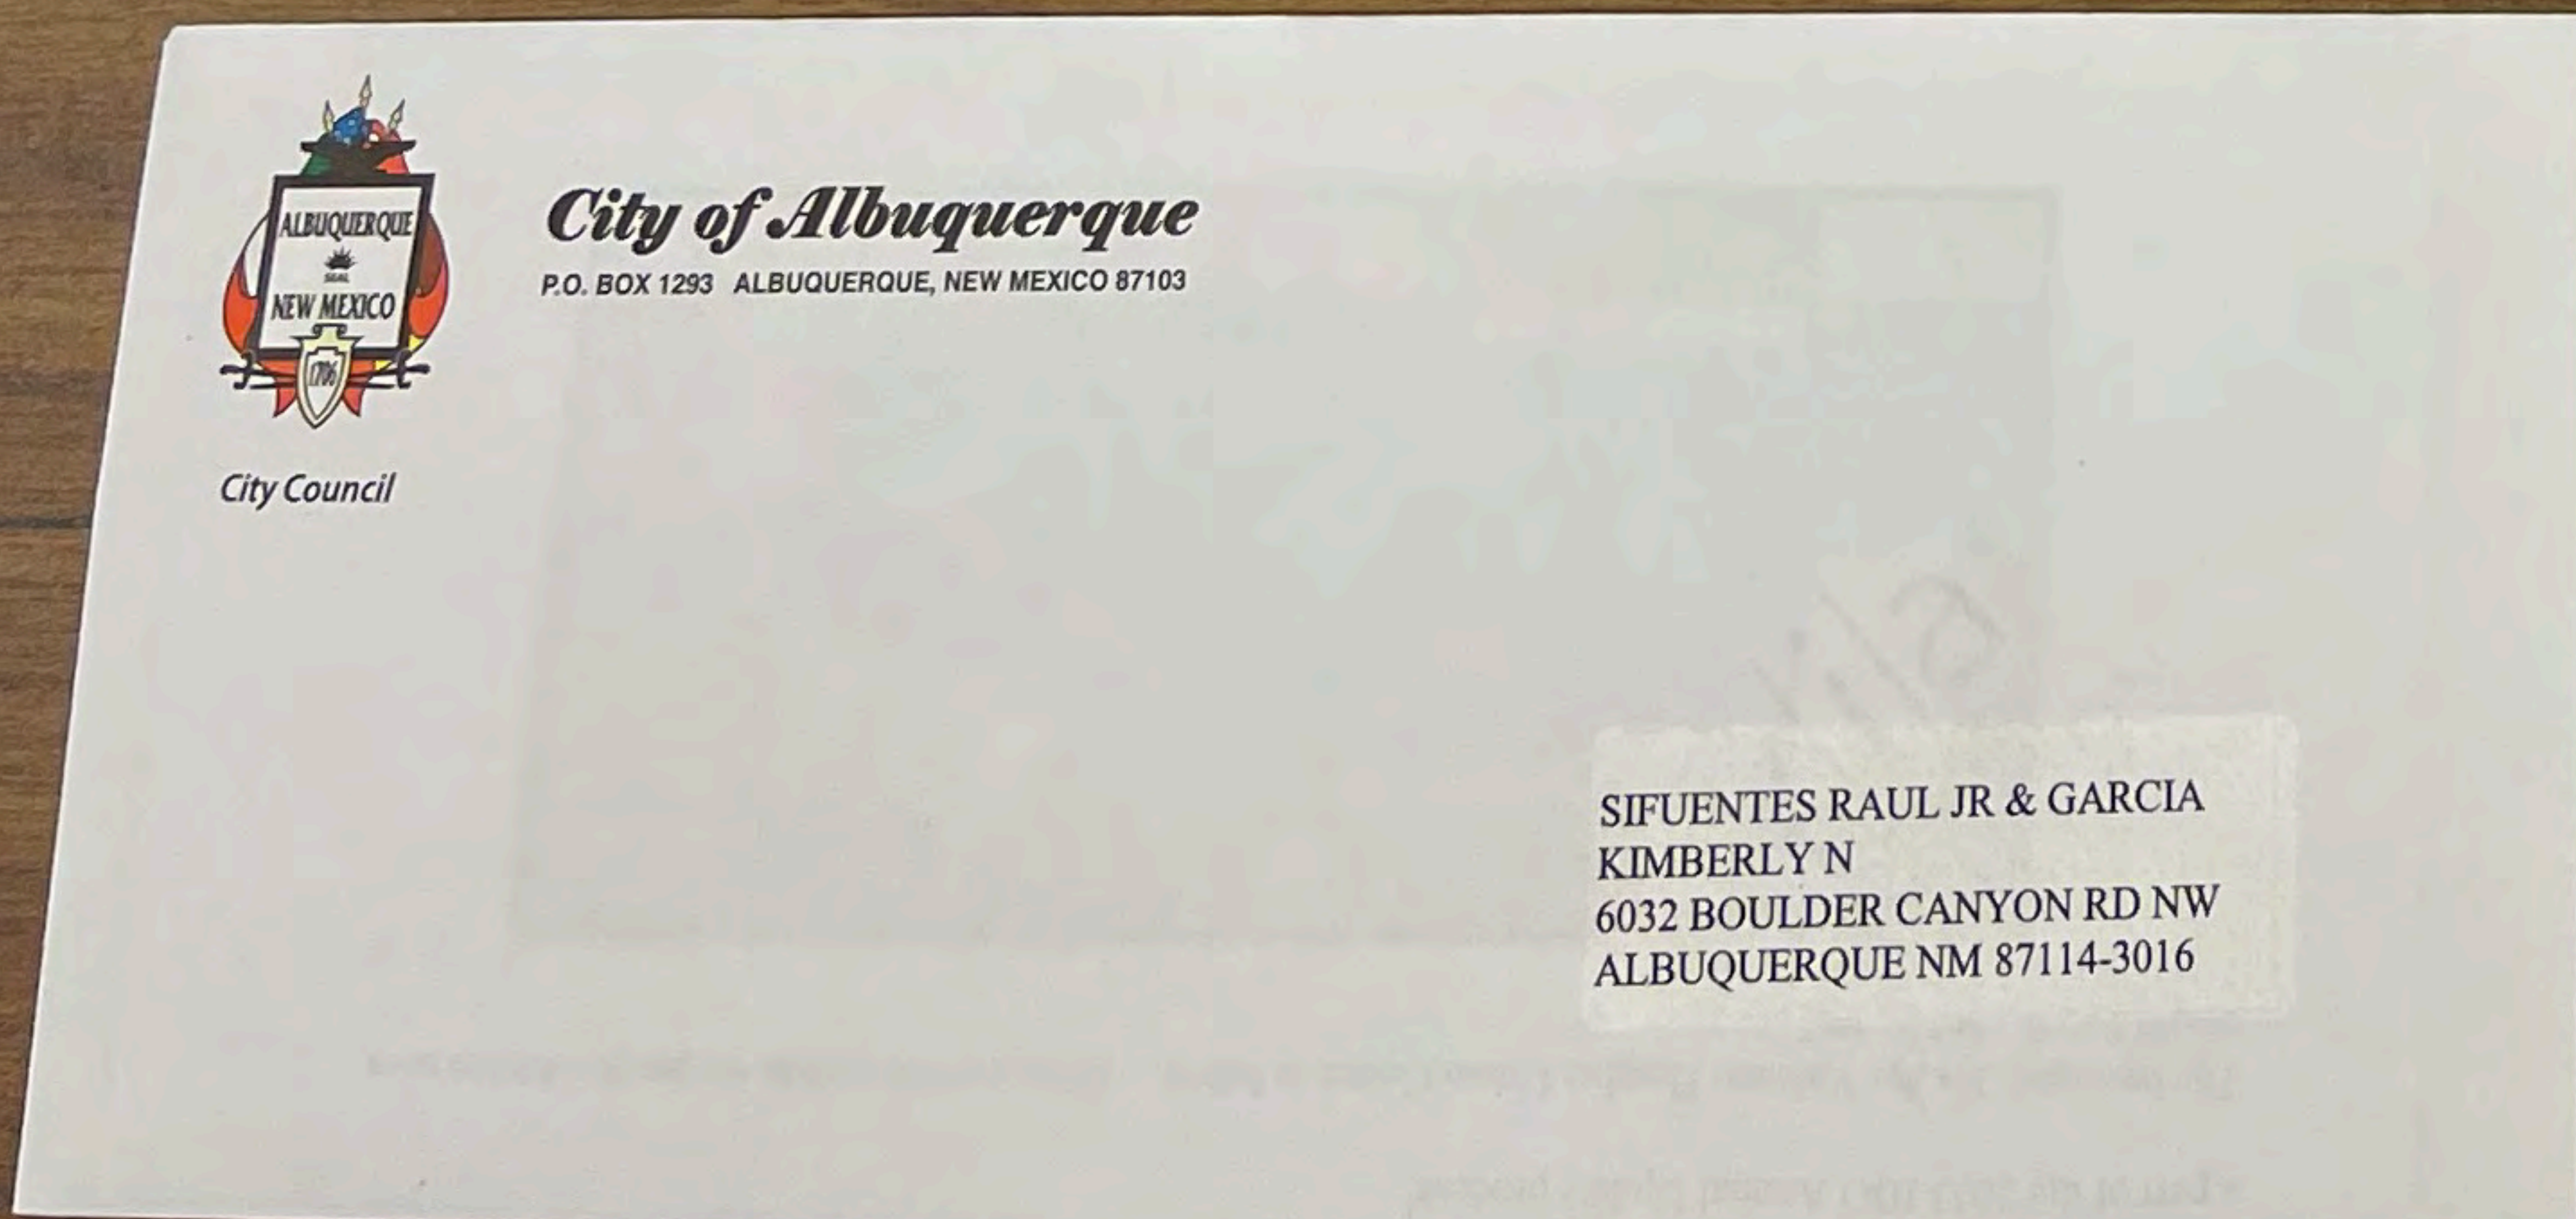 ALBUQUERQUE
SEAL
NEW MEXICO
1706
City of Albuquerque
P.O. BOX 1293 ALBUQUERQUE, NEW MEXICO 87103
City Council
SIFUENTES RAUL JR & GARCIA
KIMBERLY N
6032 BOULDER CANYON RD NW
ALBUQUERQUE NM 87114-3016